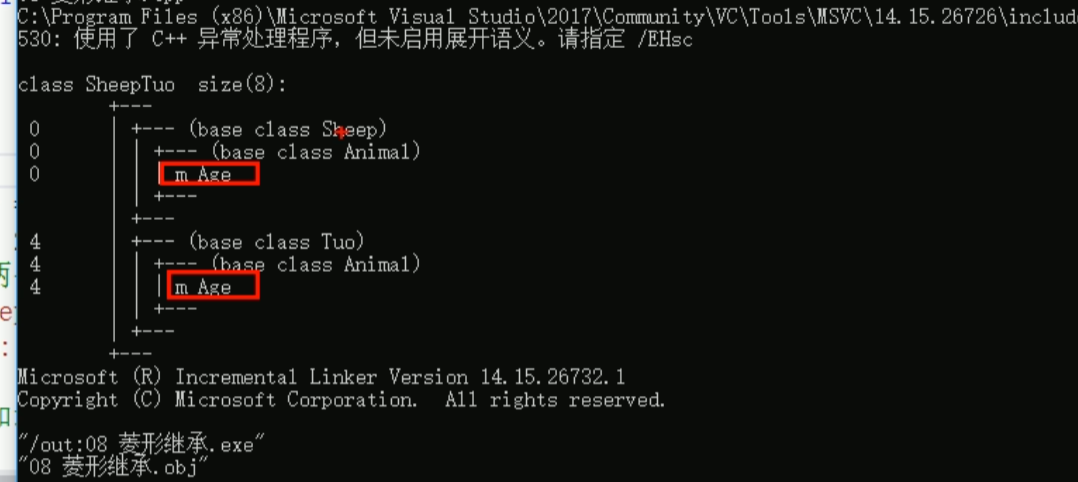 C:\Program Files (x86)\Microsoft Visual Studio\2017\Community\VC\Tools\MSVC\14.15.26726\includ
530: 使用了 C++ 异常处理程序，但未启用展开语义。请指定 /EHsc
class SheepTuo  size(8):
+---
0 | +--- (base class Sheep)
0 | | +--- (base class Animal)
0 | | | m_Age
| | +---
| +---
4 | +--- (base class Tuo)
4 | | +--- (base class Animal)
4 | | | m_Age
| | +---
| +---
+---
Microsoft (R) Incremental Linker Version 14.15.26732.1
Copyright (C) Microsoft Corporation.  All rights reserved.
"/out:08 菱形继承.exe"
"08 菱形继承.obj"